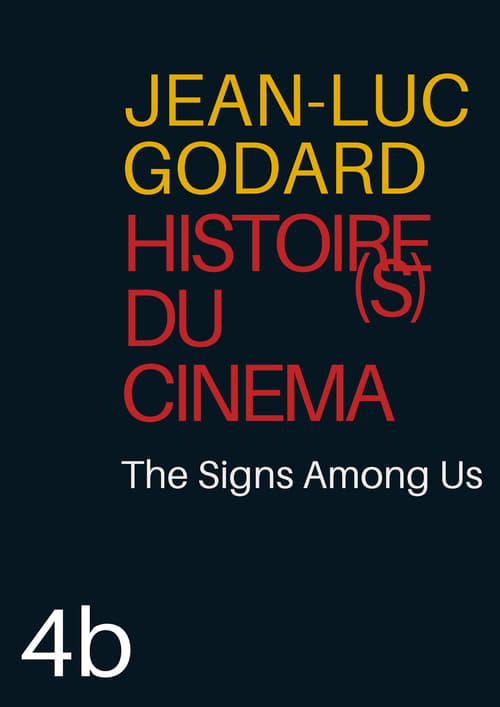 JEAN-LUC
GODARD
HISTOIRE
(S)
DU
CINEMA
The Signs Among Us
4b